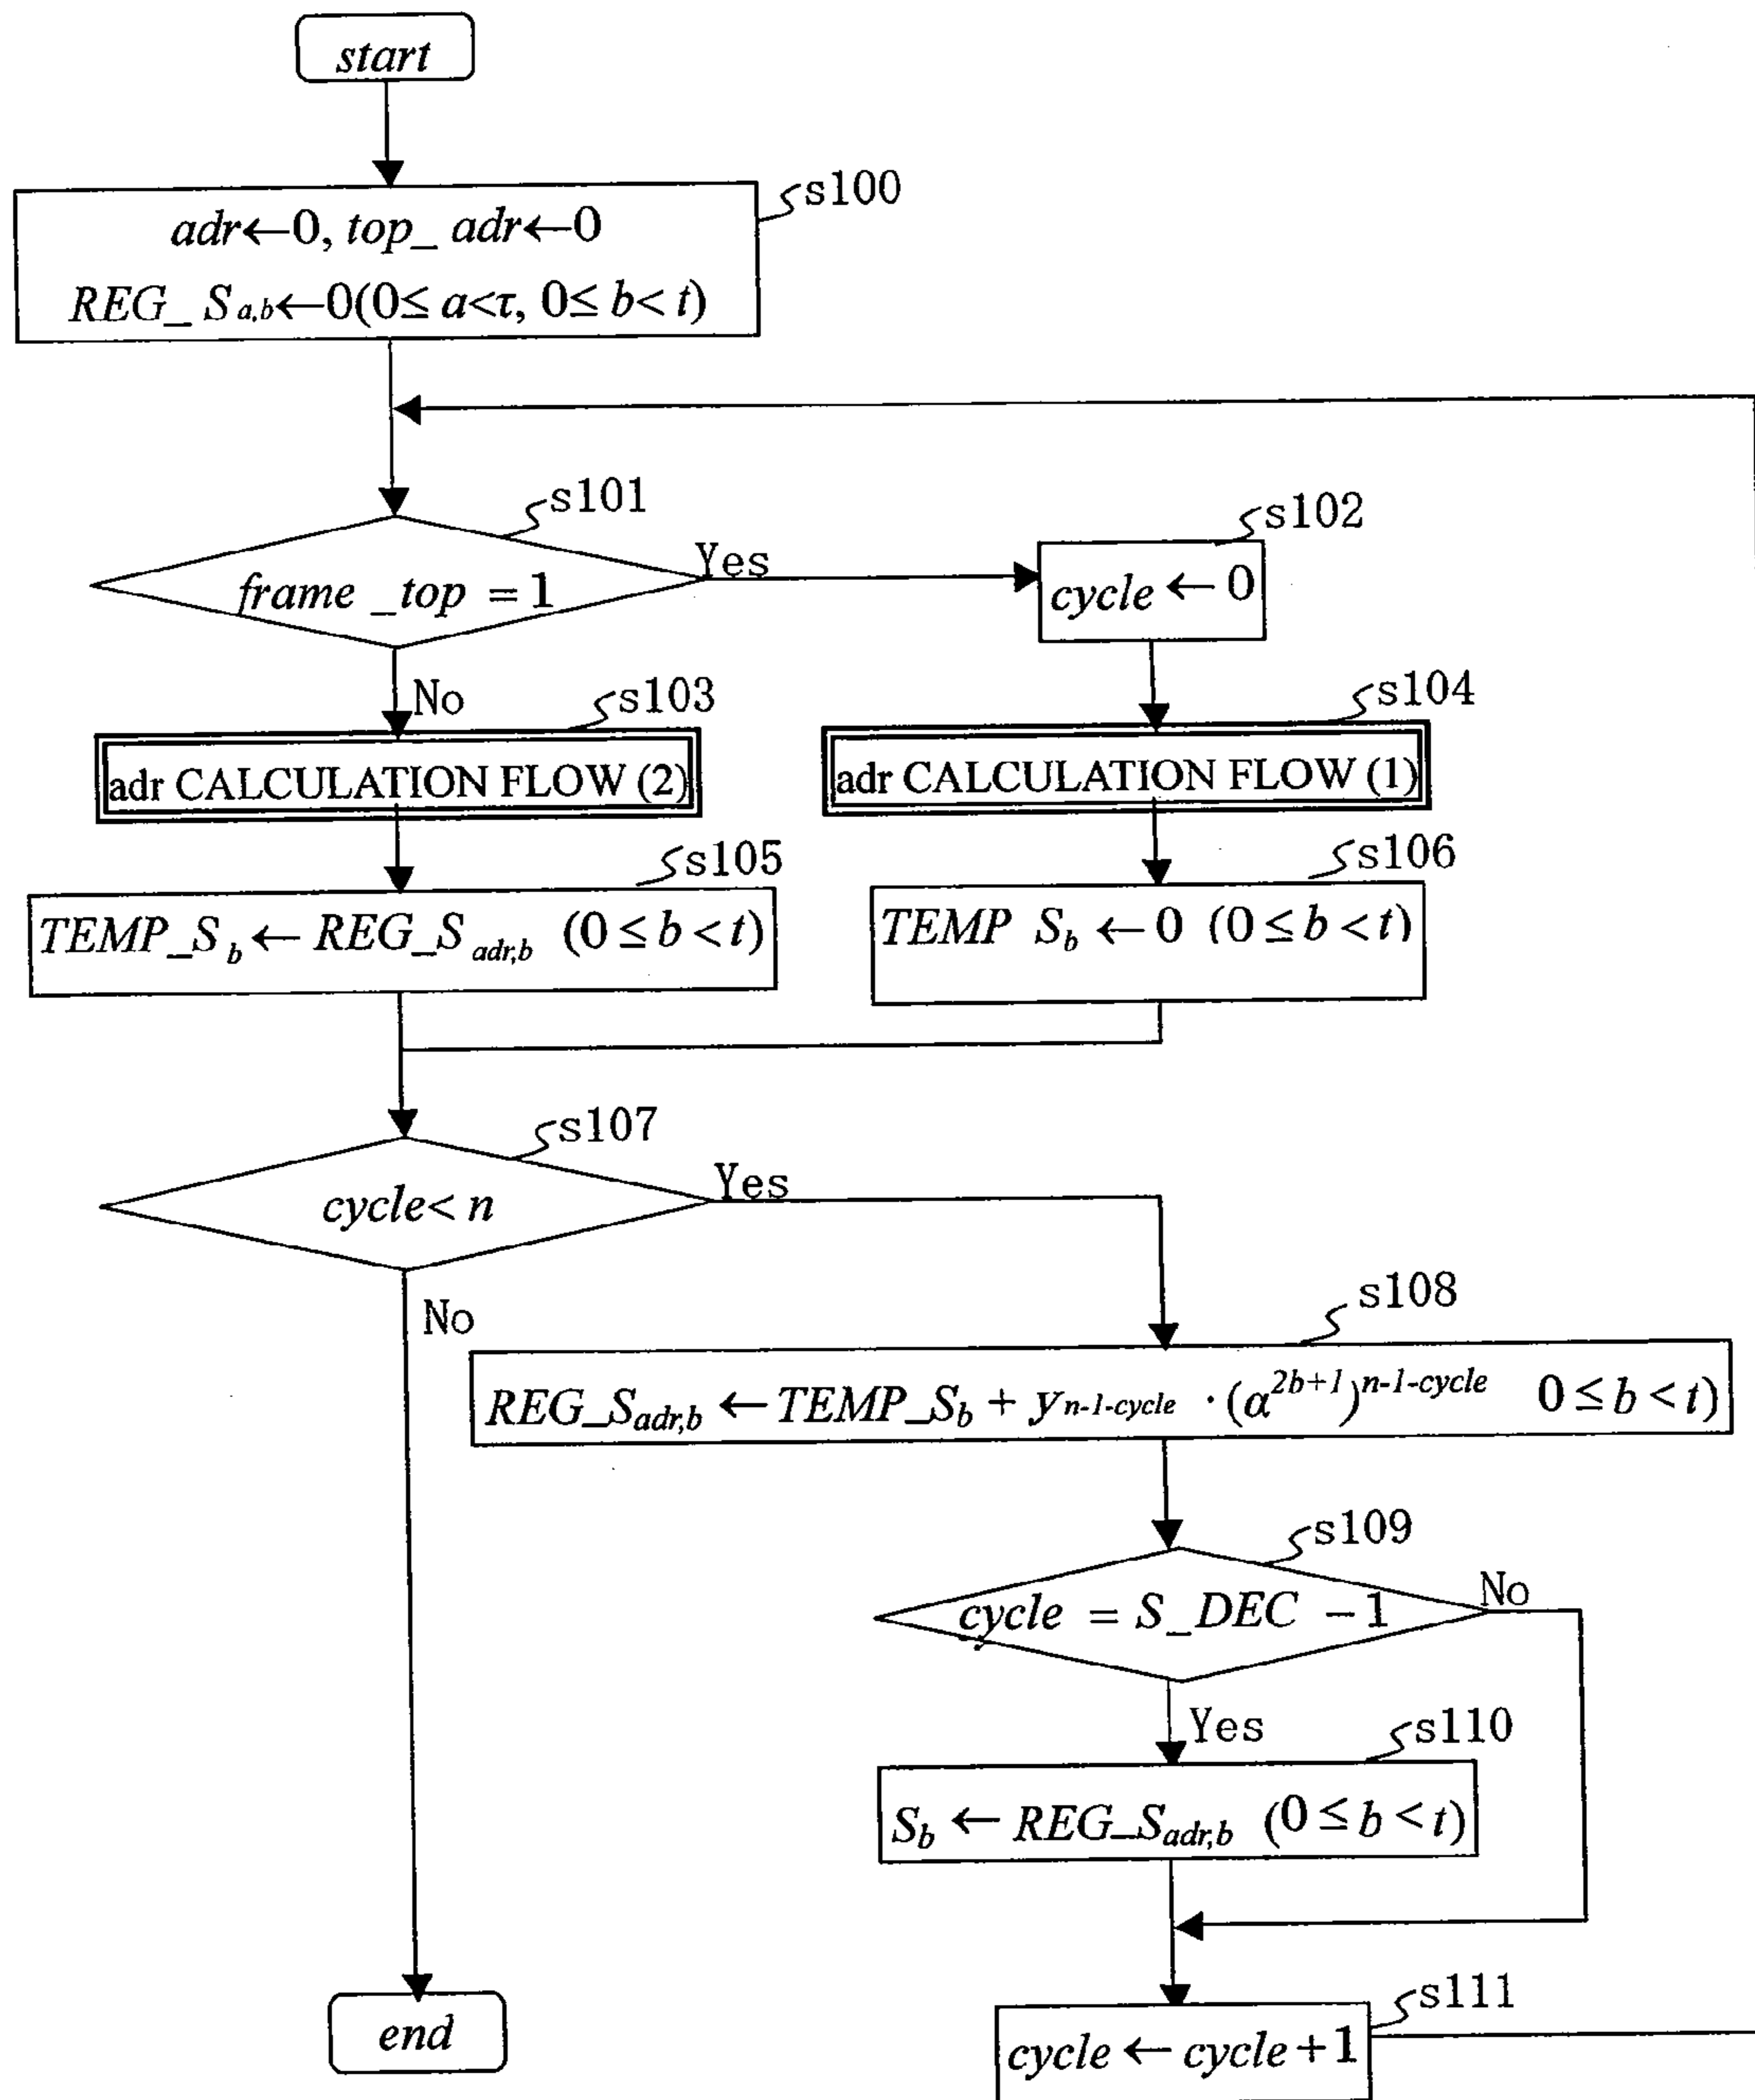 start
s100
adr←0, top_ adr←0
REG_ S a,b←0(0≤ a<τ, 0≤ b< t)
s101
frame _top = 1
Yes
s102
cycle ← 0
No
s103
adr CALCULATION FLOW (2)
s104
adr CALCULATION FLOW (1)
s105
TEMP_S b ← REG_S adr,b (0 ≤ b < t)
s106
TEMP S b ← 0 (0 ≤ b < t)
s107
cycle< n
Yes
No
s108
REG_S adr,b ← TEMP_S b + y n-1-cycle · (α^2b+1)^n-1-cycle 0 ≤ b < t)
s109
cycle = S_DEC − 1
No
Yes
s110
S b ← REG_S adr,b (0 ≤ b < t)
s111
cycle ← cycle + 1
end